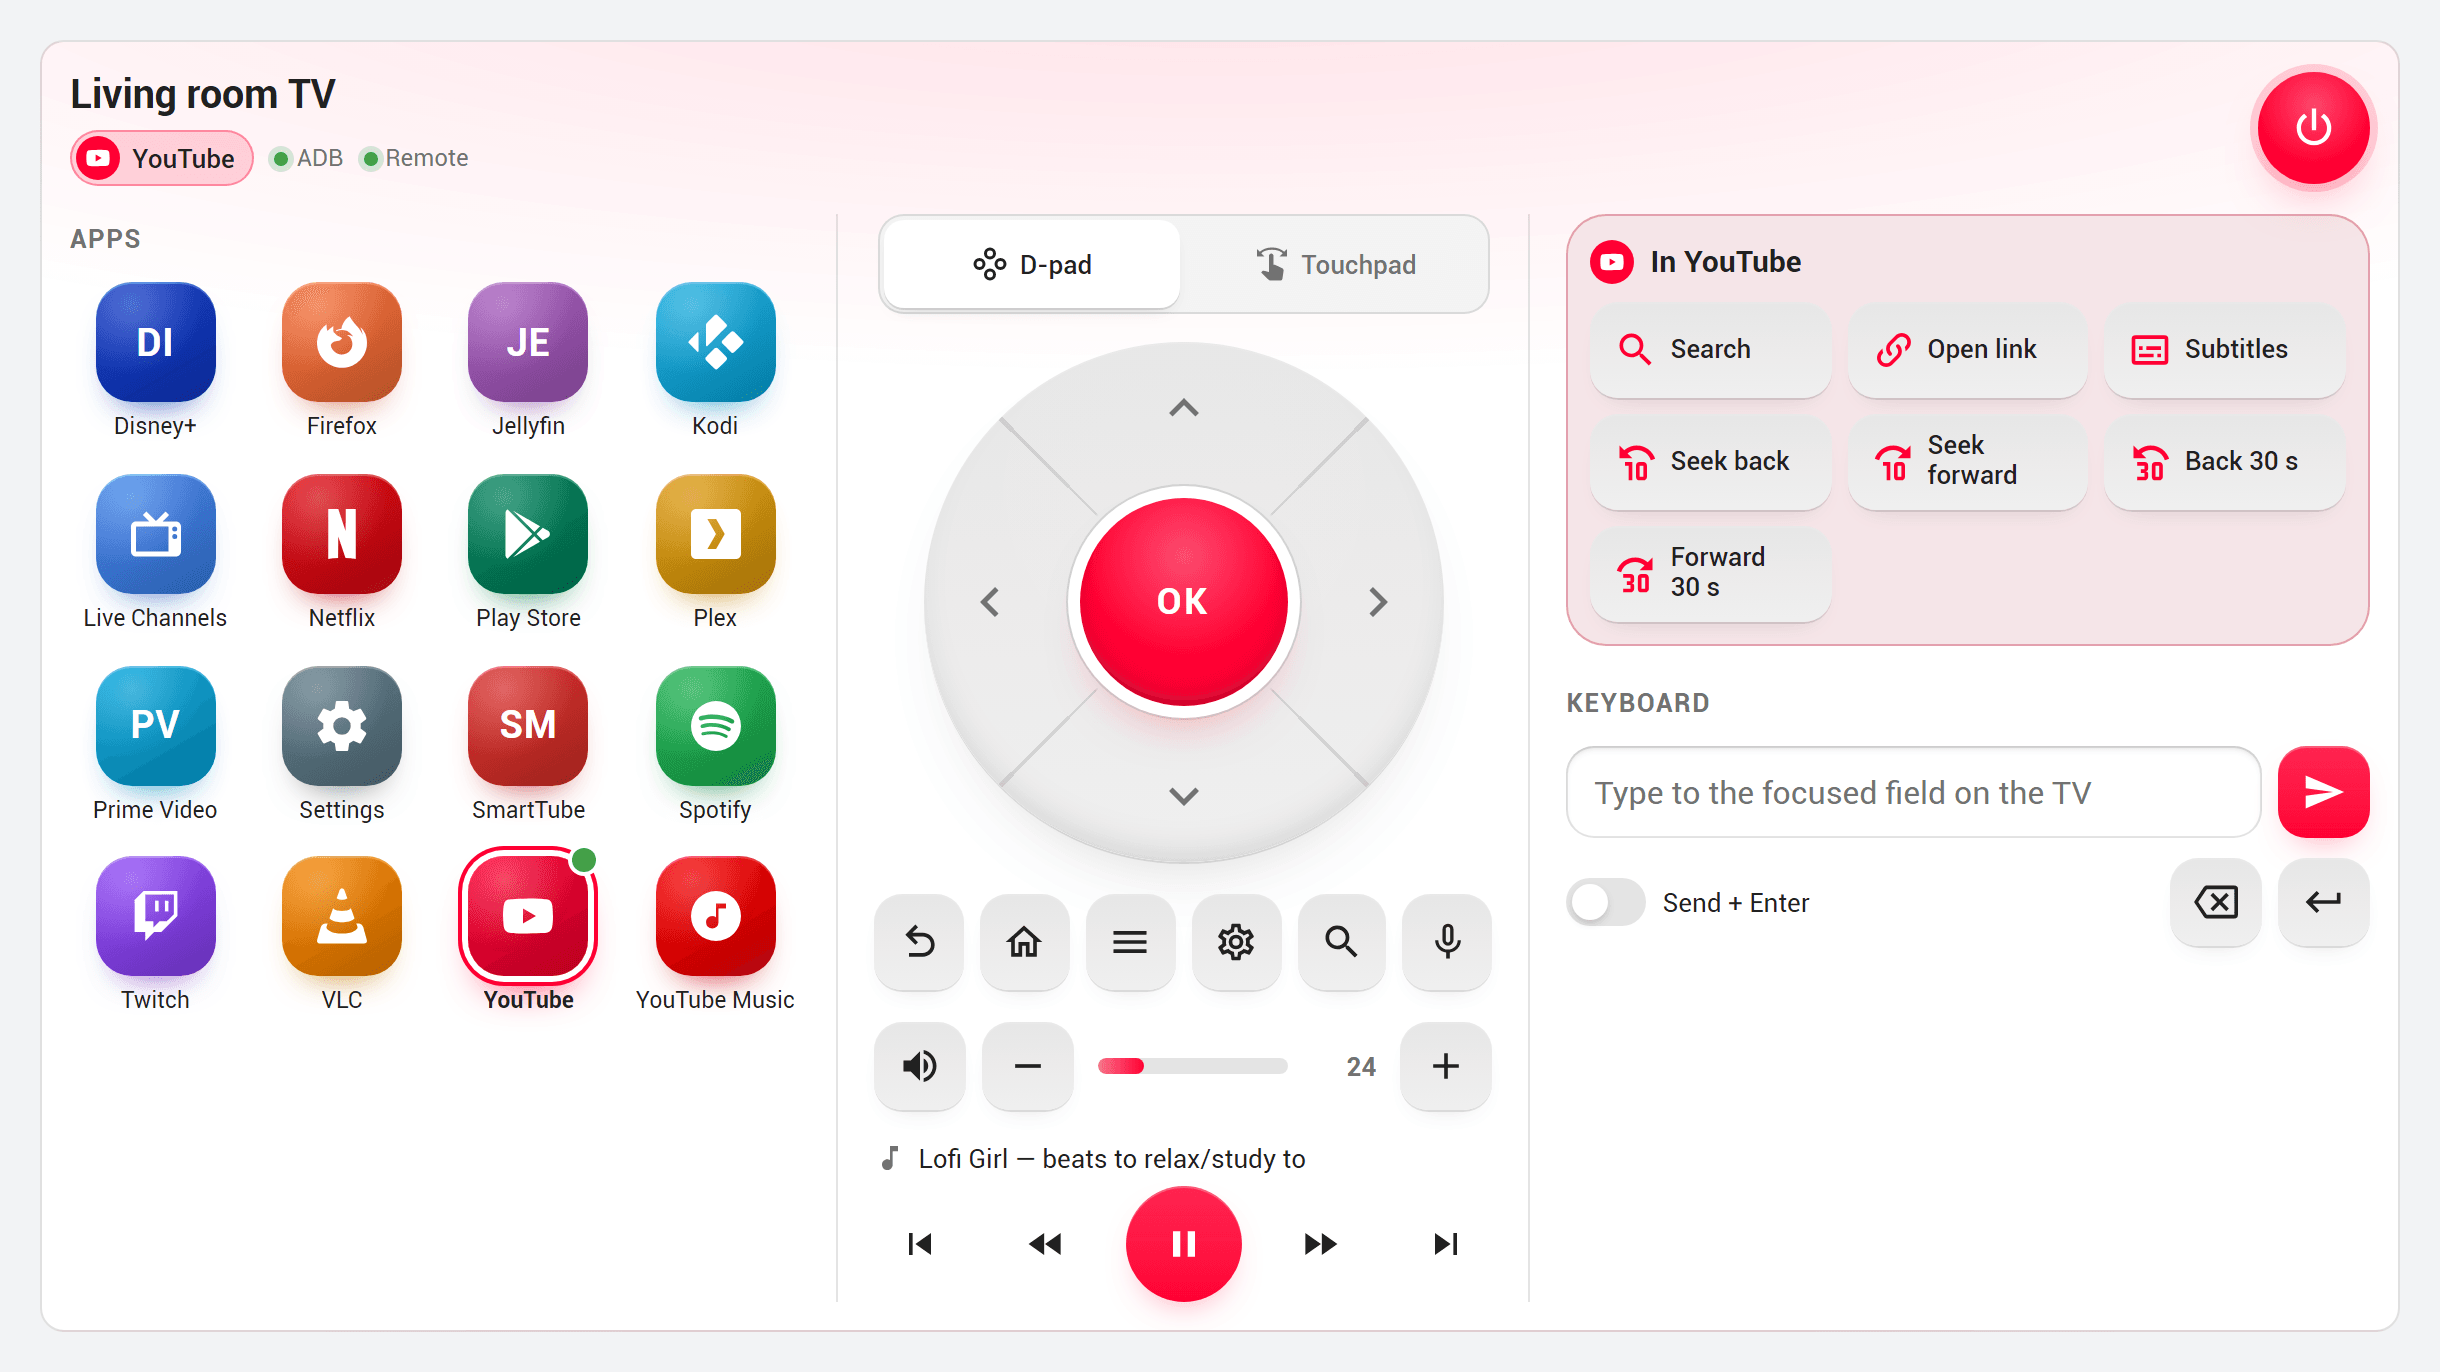 Living room TV
YouTube
ADB
Remote
APPS
DI
JE
Disney+
Firefox
Jellyfin
Kodi
Live Channels
Netflix
Play Store
Plex
PV
SM
Prime Video
Settings
SmartTube
Spotify
Twitch
VLC
YouTube
YouTube Music
D-pad
Touchpad
OK
24
Lofi Girl — beats to relax/study to
In YouTube
Search
Open link
Subtitles
10
Seek back
10
Seek
forward
30
Back 30 s
30
Forward
30 s
KEYBOARD
Type to the focused field on the TV
Send + Enter